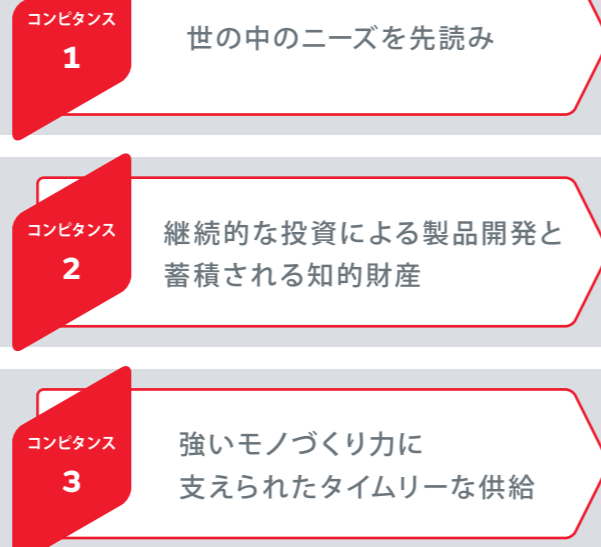 コンピタンス
1
世の中のニーズを先読み
コンピタンス
2
継続的な投資による製品開発と
蓄積される知的財産
コンピタンス
3
強いモノづくり力に
支えられたタイムリーな供給